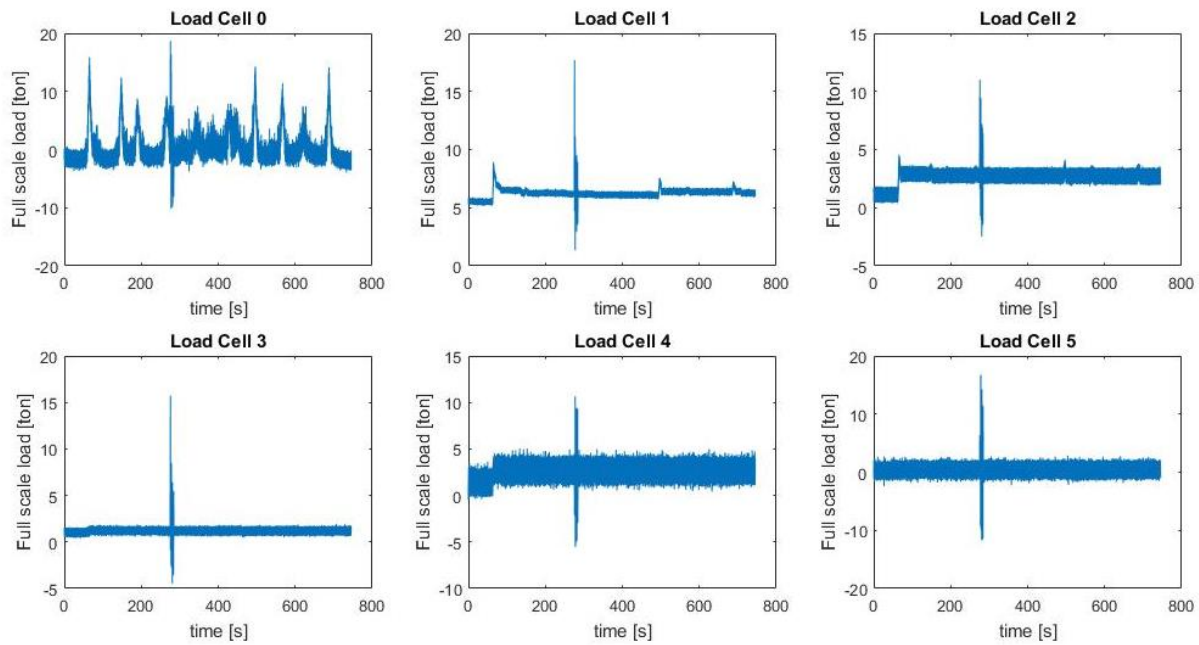 Load Cell 0
Full scale load [ton]
20
10
0
-10
-20
0 200 400 600 800
time [s]
Load Cell 1
Full scale load [ton]
20
15
10
5
0
0 200 400 600 800
time [s]
Load Cell 2
Full scale load [ton]
15
10
5
0
-5
0 200 400 600 800
time [s]
Load Cell 3
Full scale load [ton]
20
15
10
5
0
-5
0 200 400 600 800
time [s]
Load Cell 4
Full scale load [ton]
15
10
5
0
-5
-10
0 200 400 600 800
time [s]
Load Cell 5
Full scale load [ton]
20
10
0
-10
-20
0 200 400 600 800
time [s]